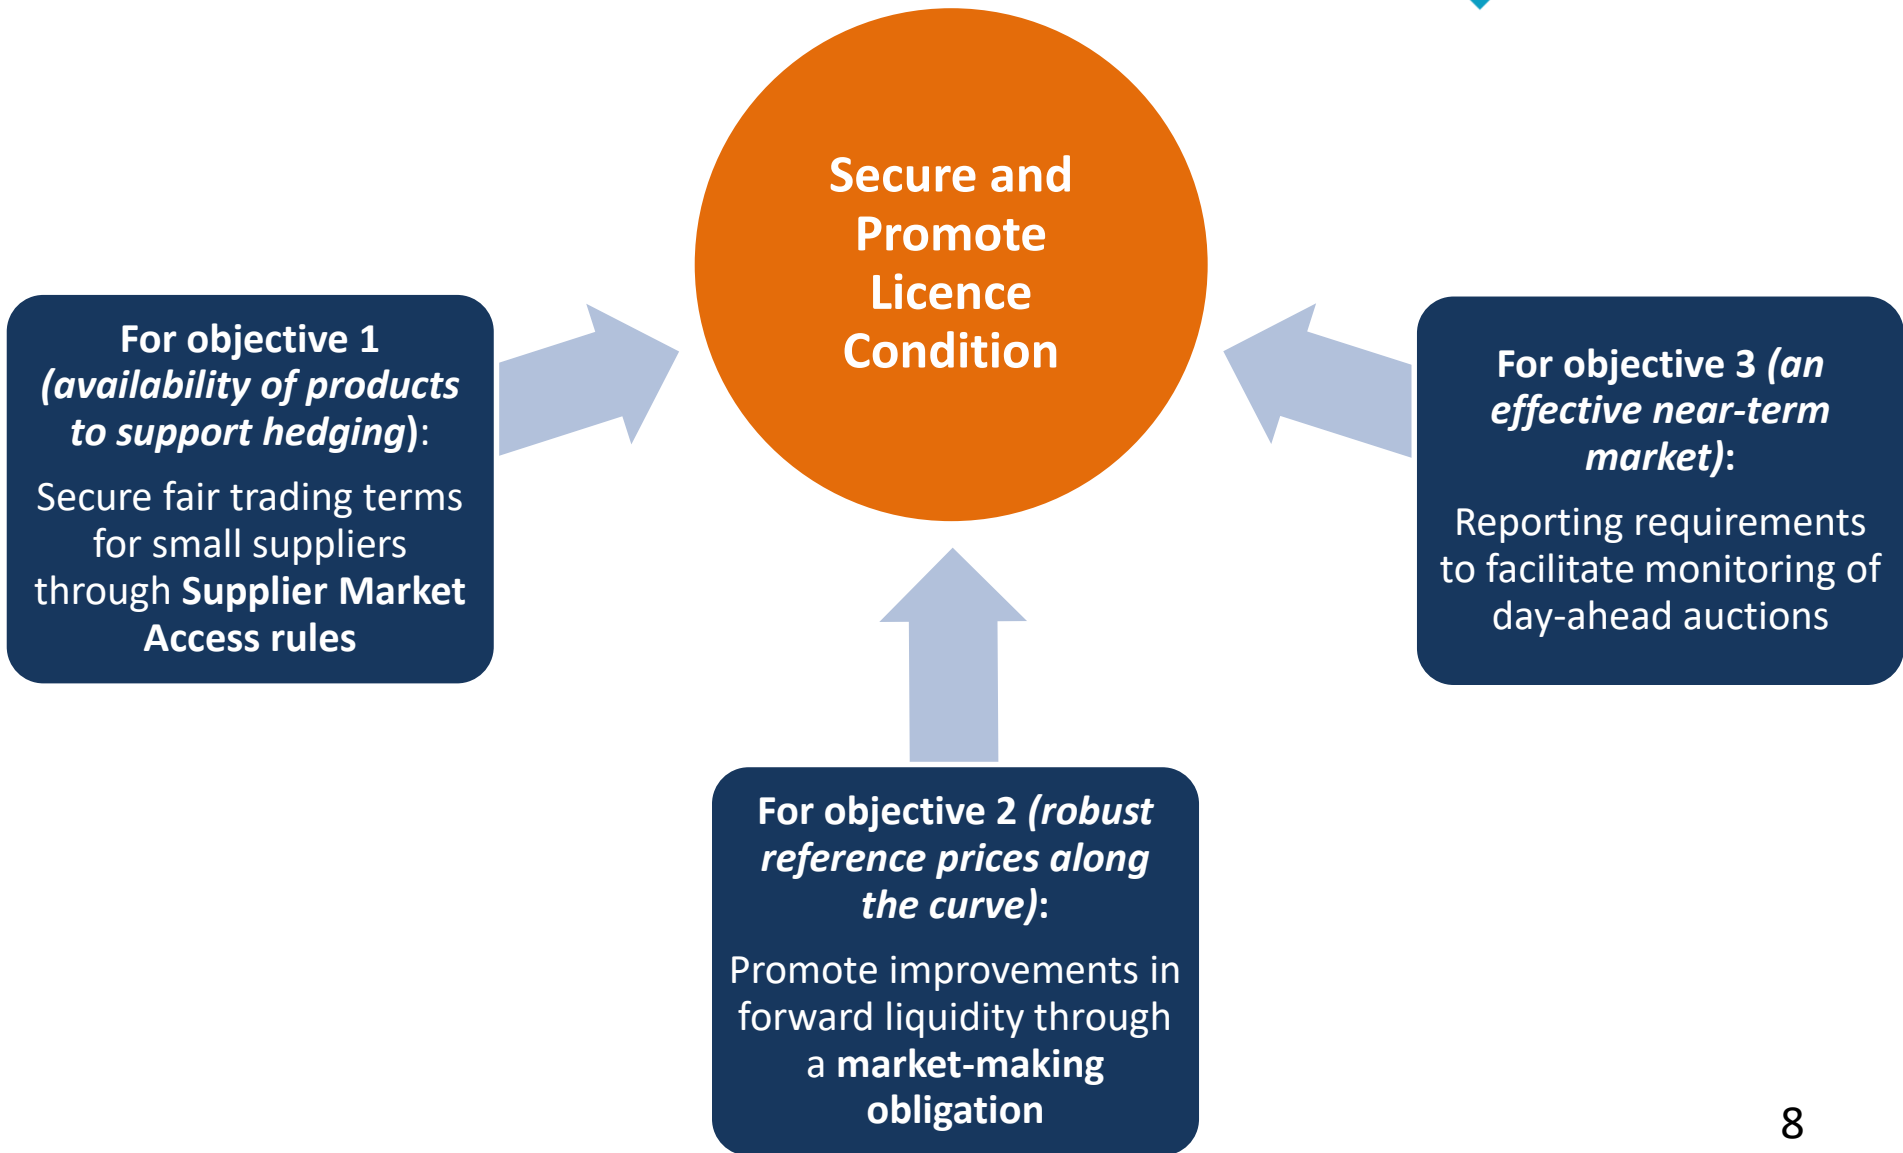 Secure and
Promote
Licence
Condition
For objective 1
(availability of products
to support hedging):
Secure fair trading terms
for small suppliers
through Supplier Market
Access rules
For objective 2 (robust
reference prices along
the curve):
Promote improvements in
forward liquidity through
a market-making
obligation
For objective 3 (an
effective near-term
market):
Reporting requirements
to facilitate monitoring of
day-ahead auctions
8